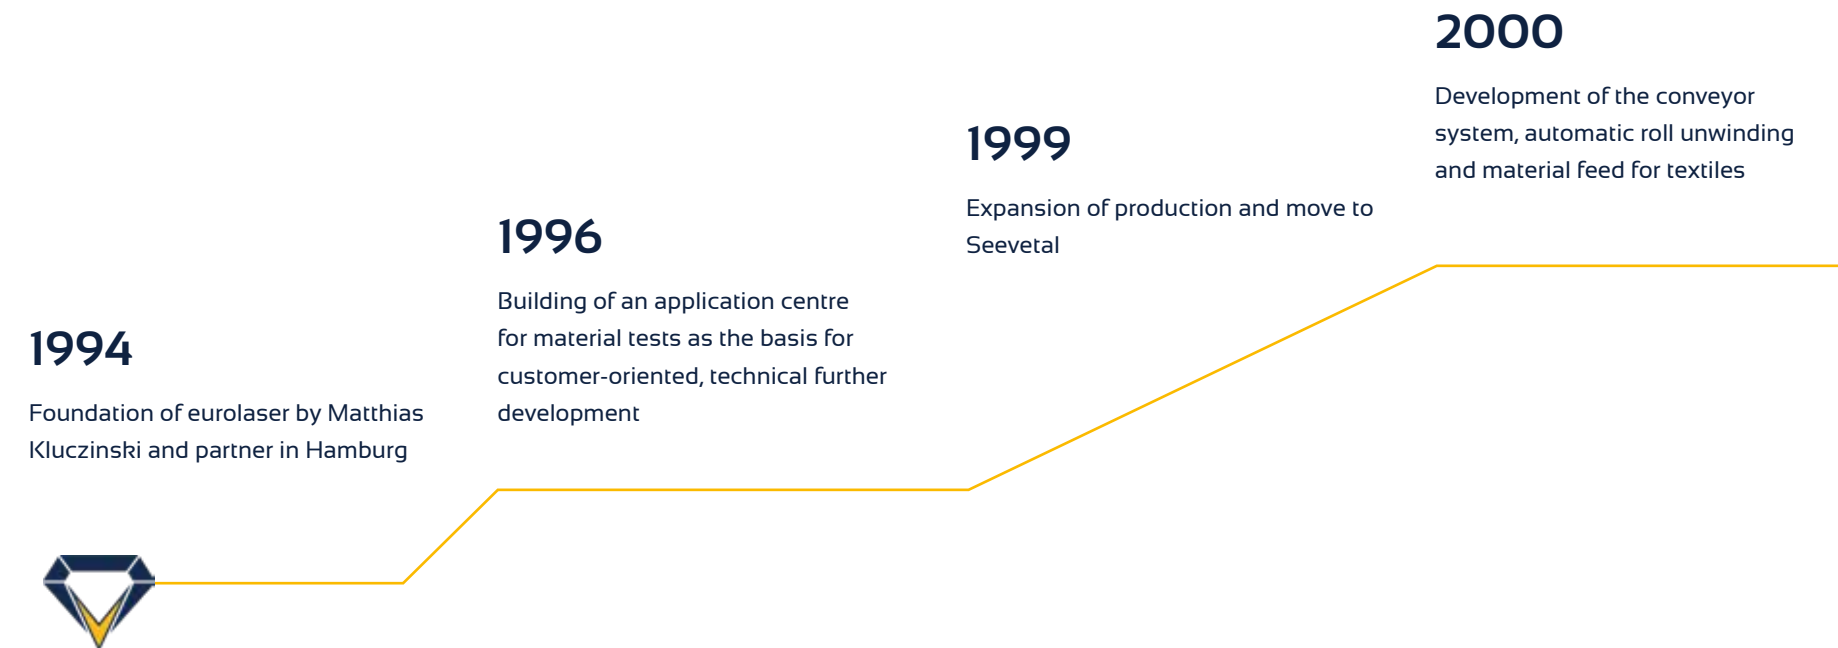 1994
Foundation of eurolaser by Matthias
Kluczinski and partner in Hamburg
1996
Building of an application centre
for material tests as the basis for
customer-oriented, technical further
development
1999
Expansion of production and move to
Seevetal
2000
Development of the conveyor
system, automatic roll unwinding
and material feed for textiles